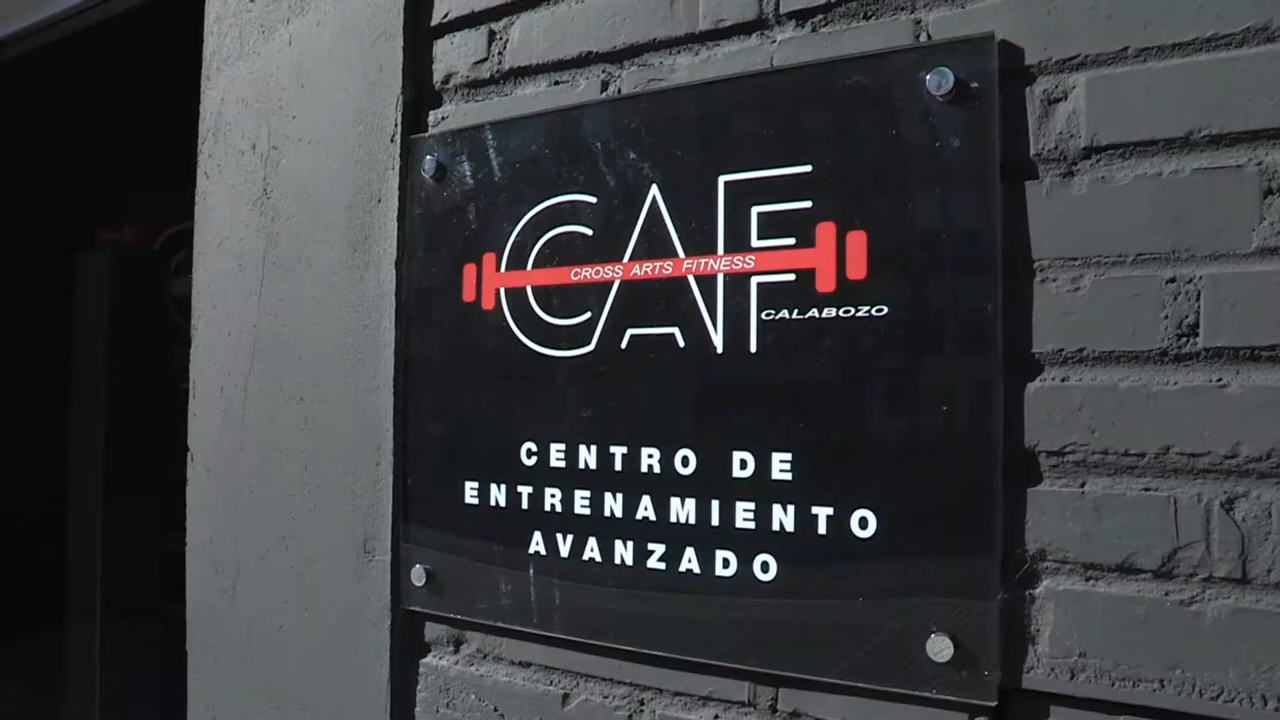 CAF
CROSS ARTS FITNESS
CALABOZO
CENTRO DE
ENTRENAMIENTO
AVANZADO